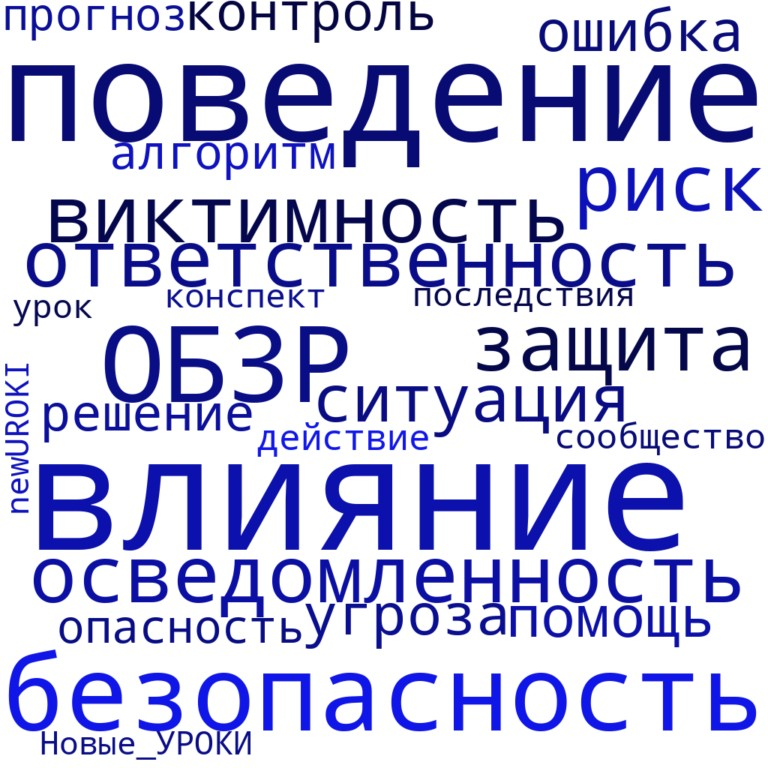 прогноз контроль
ошибка
поведение
алгоритм
риск
виктимность
ответственность
урок
конспект
последствия
ОБЗР
защита
newUROKI
решение
ситуация
действие
сообщество
влияние
осведомленность
опасность
угроза
помощь
безопасность
Новые_УРОКИ